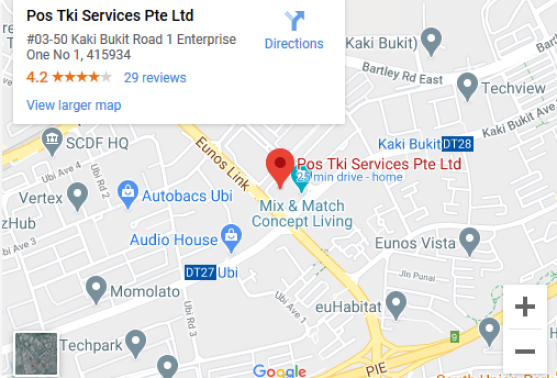 Pos Tki Services Pte Ltd
#03-50 Kaki Bukit Road 1 Enterprise
One No 1, 415934
4.2
29 reviews
Directions
View larger map
Kaki Bukit)
Bartley Rd East
Techview
Kaki Bukit Ave
SCDF HQ
Eunos Link
Kaki Bukit DT28
Pos Tki Services Pte Ltd
25 min drive - home
Ubi Ave 4
Ubi Rd 2
Vertex
Autobacs Ubi
Mix & Match
Concept Living
zHub
Audio House
Eunos Vista
Bi Ave 3
DT27 Ubi
Jln Punai
Momolato
Ubi Ave 1
Ubi Rd 3
euHabitat
Techpark
9
PIE
Google
+
−